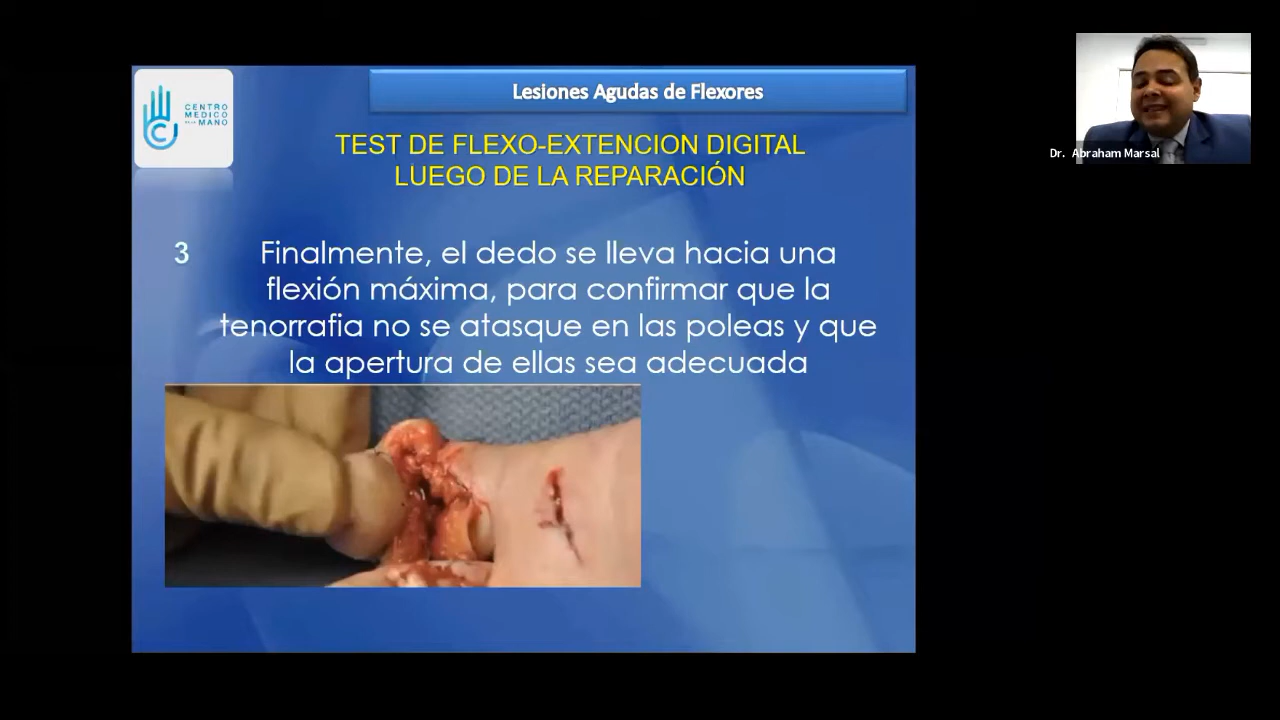 CENTRO
MEDICO
DE LA MANO
Lesiones Agudas de Flexores
TEST DE FLEXO-EXTENCION DIGITAL
LUEGO DE LA REPARACIÓN
3 Finalmente, el dedo se lleva hacia una
flexión máxima, para confirmar que la
tenorrafia no se atasque en las poleas y que
la apertura de ellas sea adecuada
Dr. Abraham Marsal